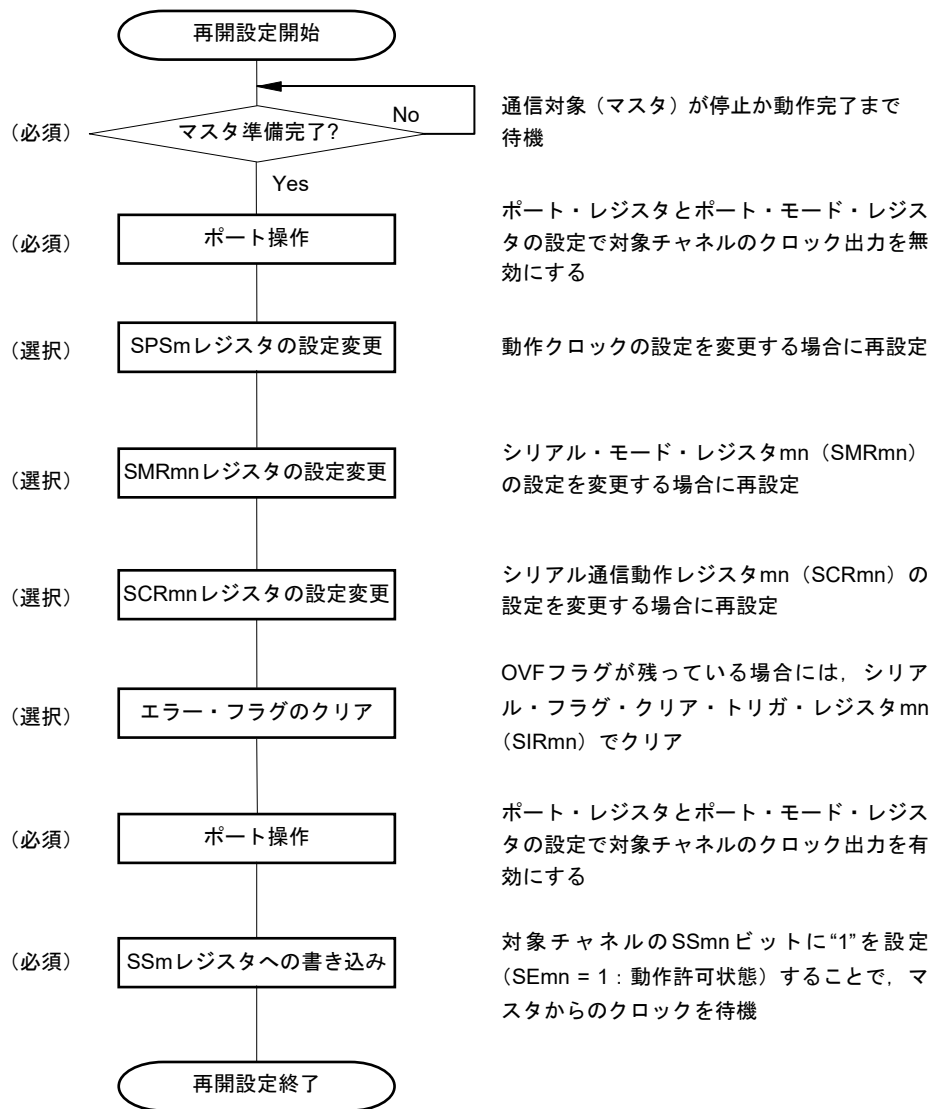 再開設定開始
No
通信対象（マスタ）が停止か動作完了まで
待機
（必須）
マスタ準備完了?
Yes
（必須）
ポート操作
ポート・レジスタとポート・モード・レジス
タの設定で対象チャネルのクロック出力を無
効にする
（選択）
SPSmレジスタの設定変更
動作クロックの設定を変更する場合に再設定
（選択）
SMRmnレジスタの設定変更
シリアル・モード・レジスタmn（SMRmn）
の設定を変更する場合に再設定
（選択）
SCRmnレジスタの設定変更
シリアル通信動作レジスタmn（SCRmn）の
設定を変更する場合に再設定
（選択）
エラー・フラグのクリア
OVFフラグが残っている場合には，シリア
ル・フラグ・クリア・トリガ・レジスタmn
（SIRmn）でクリア
（必須）
ポート操作
ポート・レジスタとポート・モード・レジス
タの設定で対象チャネルのクロック出力を有
効にする
（必須）
SSmレジスタへの書き込み
対象チャネルのSSmnビットに“1”を設定
（SEmn = 1：動作許可状態）することで，マ
スタからのクロックを待機
再開設定終了